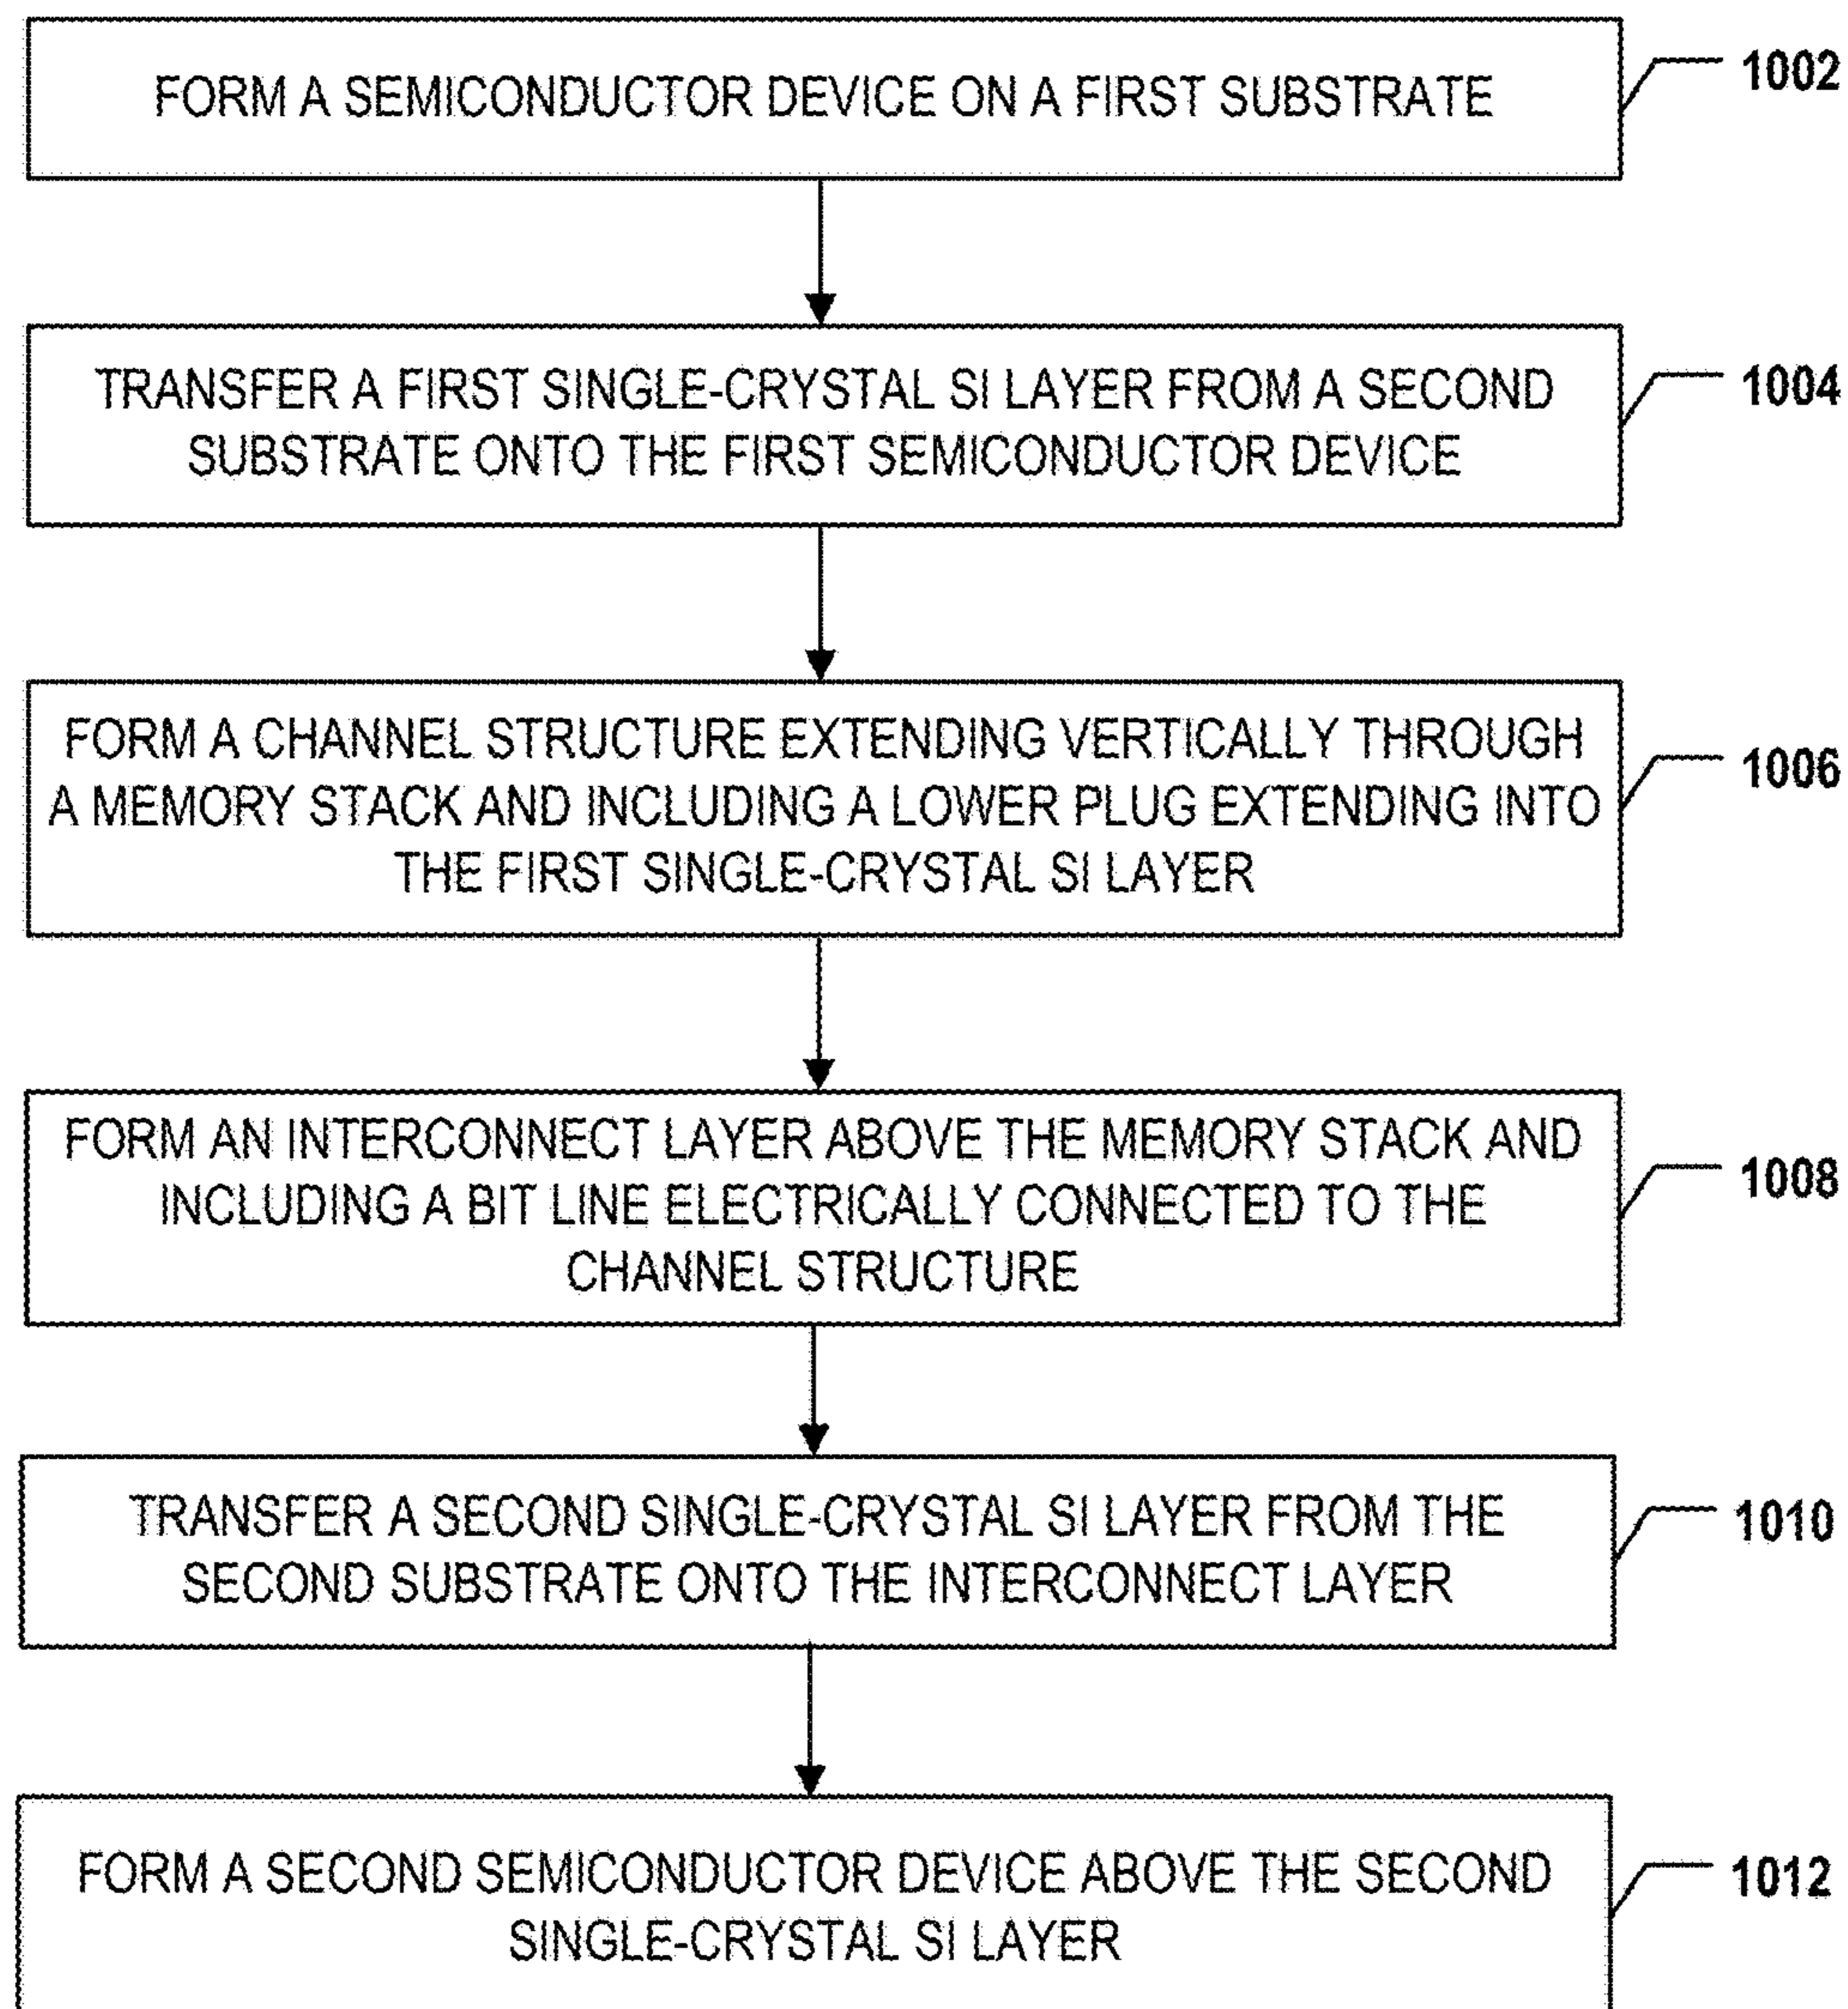 FORM A SEMICONDUCTOR DEVICE ON A FIRST SUBSTRATE
1002
TRANSFER A FIRST SINGLE-CRYSTAL SI LAYER FROM A SECOND
SUBSTRATE ONTO THE FIRST SEMICONDUCTOR DEVICE
1004
FORM A CHANNEL STRUCTURE EXTENDING VERTICALLY THROUGH
A MEMORY STACK AND INCLUDING A LOWER PLUG EXTENDING INTO
THE FIRST SINGLE-CRYSTAL SI LAYER
1006
FORM AN INTERCONNECT LAYER ABOVE THE MEMORY STACK AND
INCLUDING A BIT LINE ELECTRICALLY CONNECTED TO THE
CHANNEL STRUCTURE
1008
TRANSFER A SECOND SINGLE-CRYSTAL SI LAYER FROM THE
SECOND SUBSTRATE ONTO THE INTERCONNECT LAYER
1010
FORM A SECOND SEMICONDUCTOR DEVICE ABOVE THE SECOND
SINGLE-CRYSTAL SI LAYER
1012